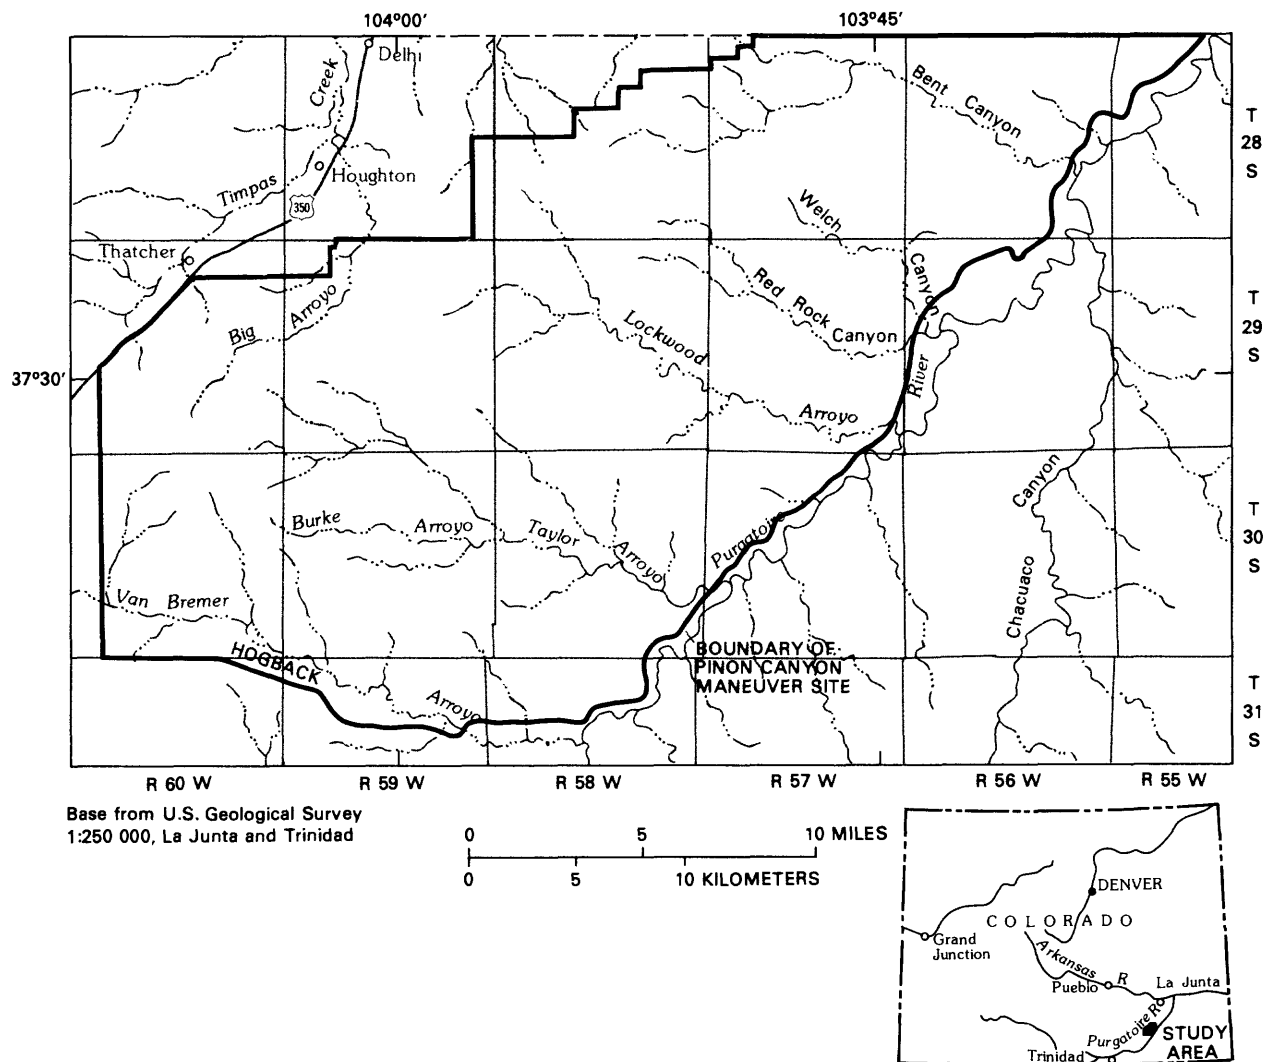 104°00'
103°45'
Delhi
Creek
Bent Canyon
T
28
S
Houghton
Timpas
350
Welch
Canyon
Thatcher
Red Rock
Canyon
T
29
S
Big Arroyo
Lockwood
Arroyo
River
37°30'
Canyon
Burke Arroyo
Taylor
Arroyo
Purgatoire
T
30
S
Van Bremer
Arroyo
Chacuaco
HOGBACK
BOUNDARY OF
PINON CANYON
MANEUVER SITE
T
31
S
R 60 W R 59 W R 58 W R 57 W R 56 W R 55 W
Base from U.S. Geological Survey
1:250 000, La Junta and Trinidad
0 5 10 MILES
0 5 10 KILOMETERS
DENVER
COLORADO
Grand
Junction
Arkansas
R
Pueblo
La Junta
Purgatoire R
STUDY
AREA
Trinidad